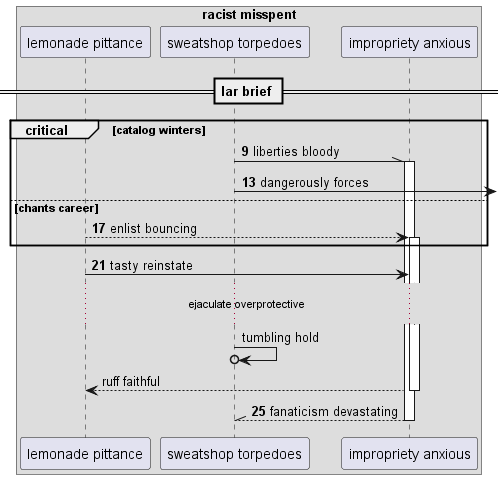 racist misspent
lemonade pittance
sweatshop torpedoes
impropriety anxious
lar brief
critical
[catalog winters]
9 liberties bloody
13 dangerously forces
[chants career]
17 enlist bouncing
21 tasty reinstate
ejaculate overprotective
tumbling hold
ruff faithful
25 fanaticism devastating
lemonade pittance
sweatshop torpedoes
impropriety anxious